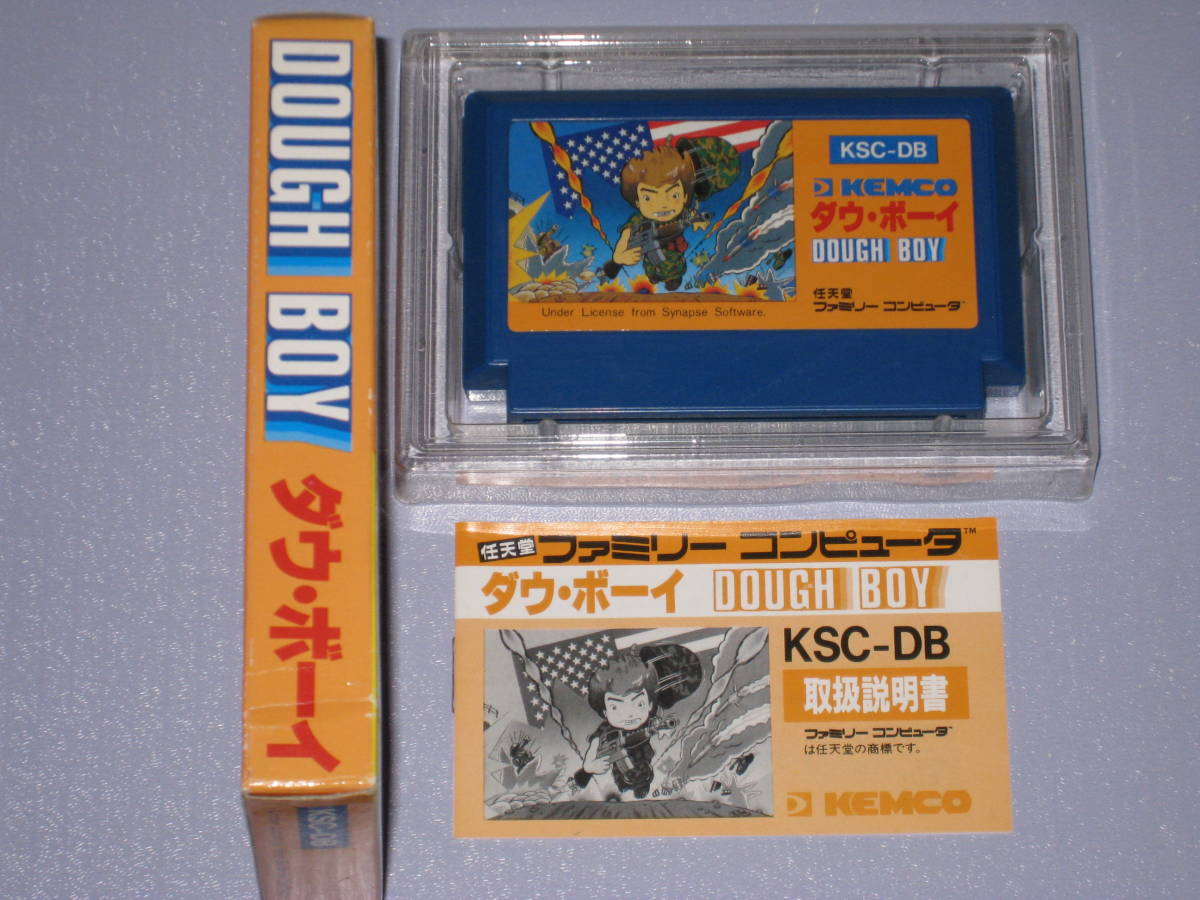 DOUGH BOY ダウ・ボーイ
KSC-DB
KSC-DB
KEMCO
ダウ・ボーイ
DOUGH BOY
任天堂
ファミリー コンピュータ
Under License from Synapse Software.
任天堂 ファミリー コンピュータ™
ダウ・ボーイ DOUGH BOY
KSC-DB
取扱説明書
ファミリー コンピュータ
は任天堂の商標です。
KEMCO